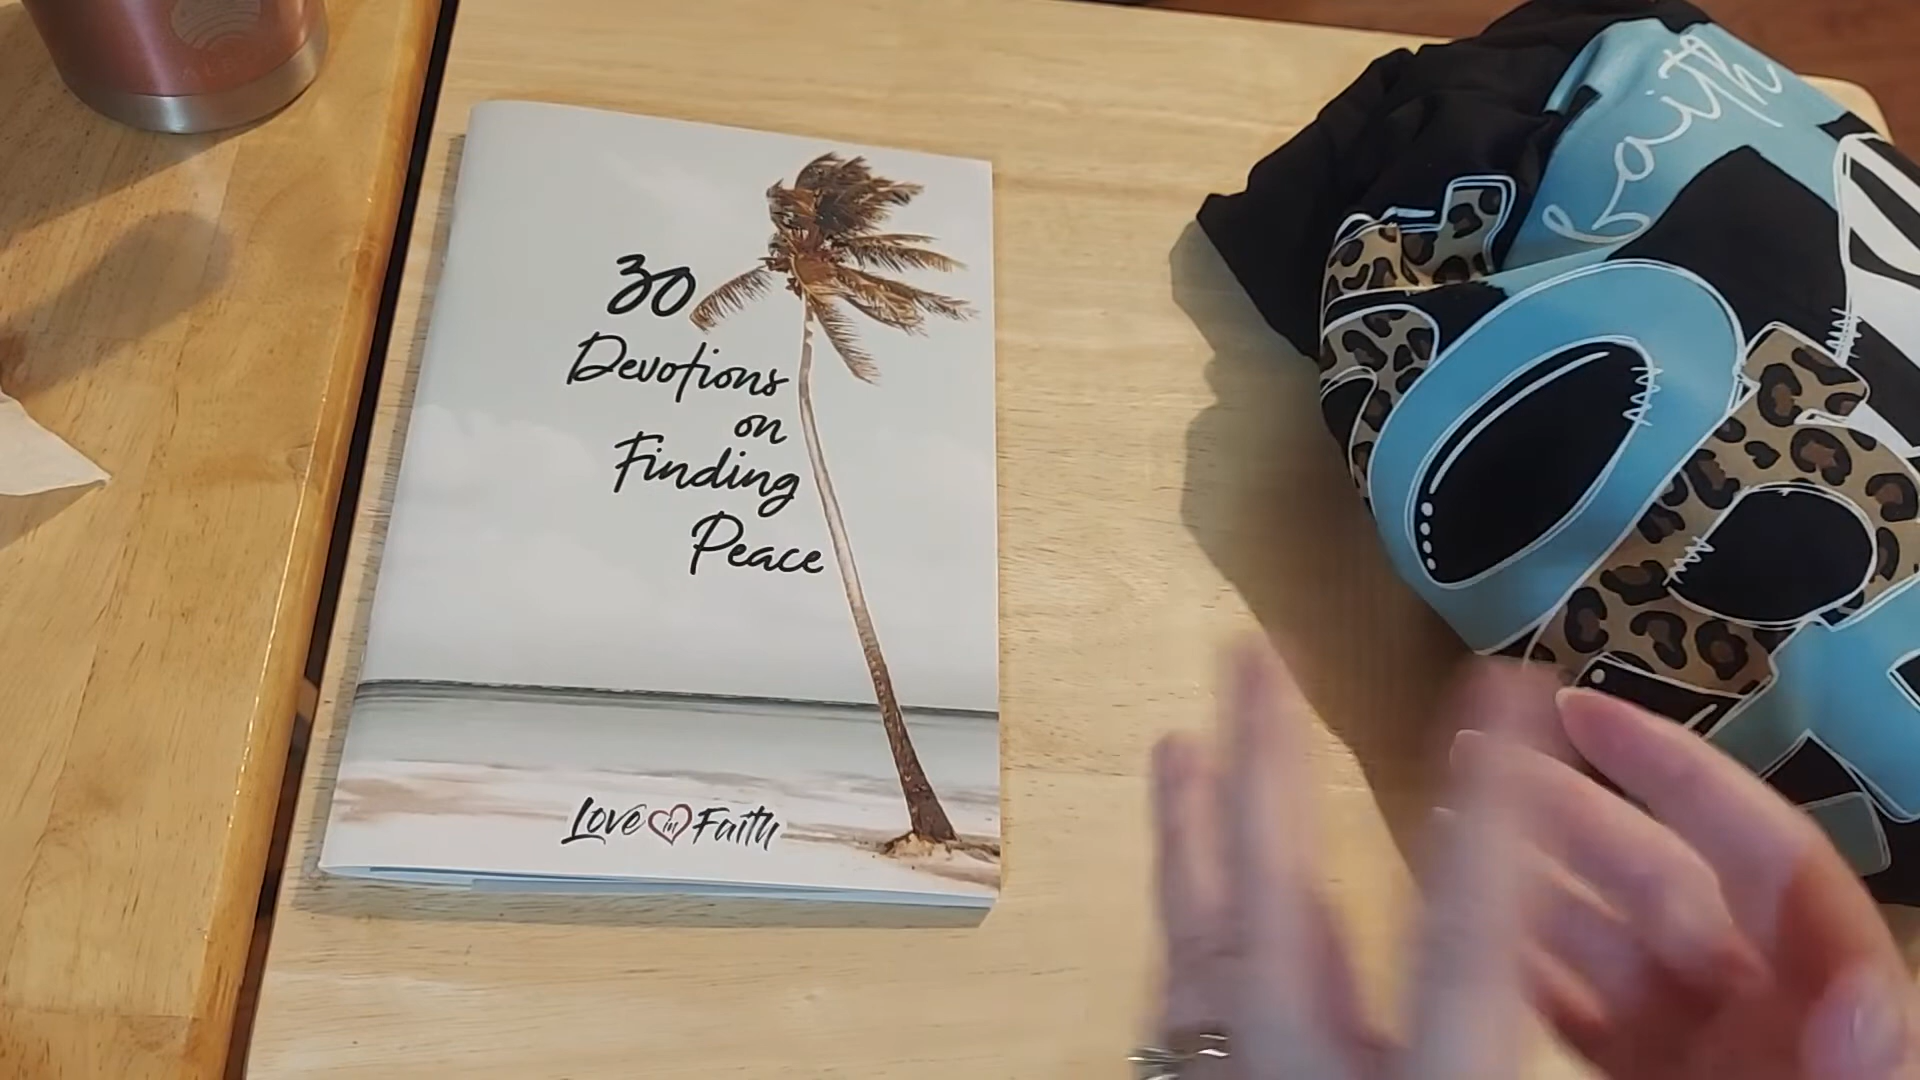 30
Devotions
on
Finding
Peace
Love in Faith
faith